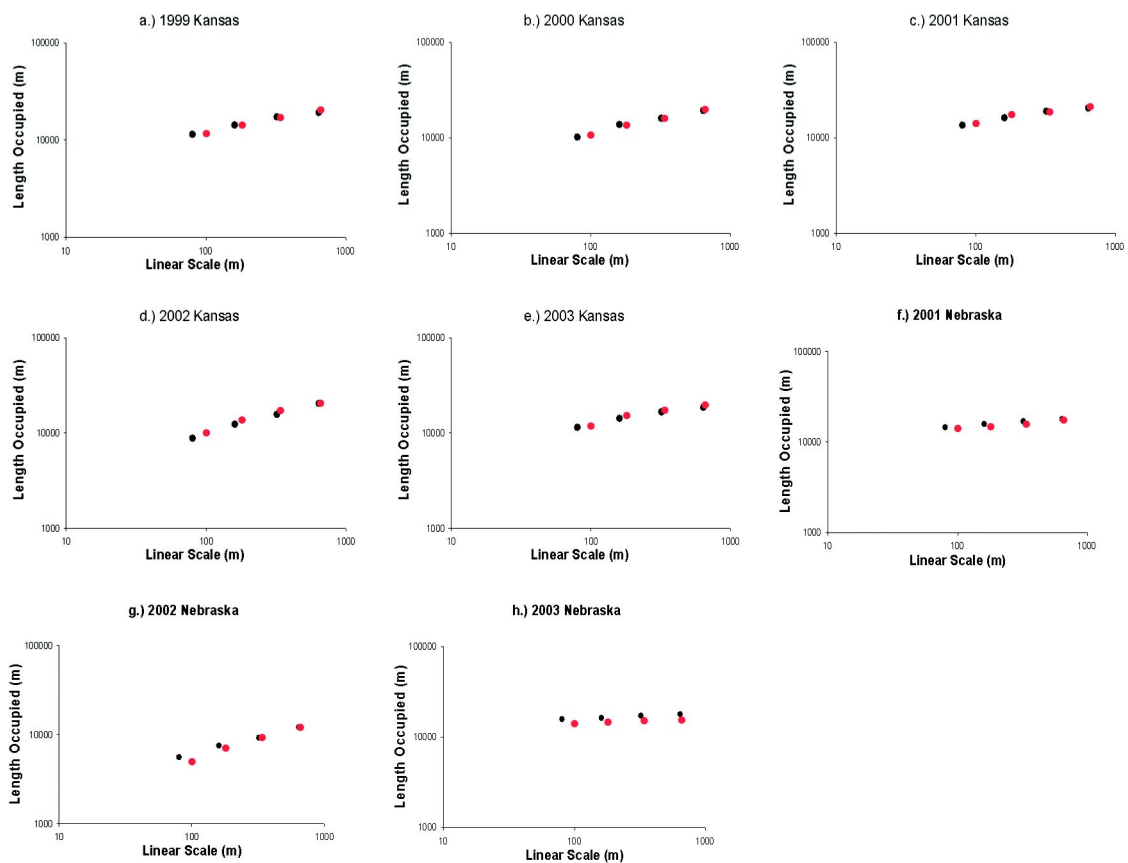 a.) 1999 Kansas
100000
10000
1000
10
100
1000
Length Occupied (m)
Linear Scale (m)
b.) 2000 Kansas
100000
10000
1000
10
100
1000
Length Occupied (m)
Linear Scale (m)
c.) 2001 Kansas
100000
10000
1000
10
100
1000
Length Occupied (m)
Linear Scale (m)
d.) 2002 Kansas
100000
10000
1000
10
100
1000
Length Occupied (m)
Linear Scale (m)
e.) 2003 Kansas
100000
10000
1000
10
100
1000
Length Occupied (m)
Linear Scale (m)
f.) 2001 Nebraska
100000
10000
1000
10
100
1000
Length Occupied (m)
Linear Scale (m)
g.) 2002 Nebraska
100000
10000
1000
10
100
1000
Length Occupied (m)
Linear Scale (m)
h.) 2003 Nebraska
100000
10000
1000
10
100
1000
Length Occupied (m)
Linear Scale (m)